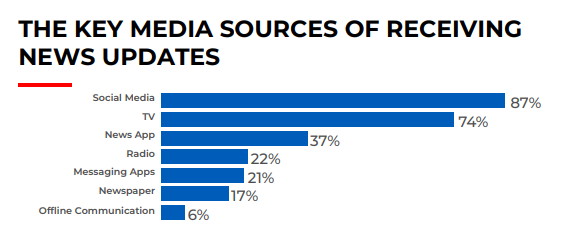 THE KEY MEDIA SOURCES OF RECEIVING
NEWS UPDATES
Social Media 87%
TV 74%
News App 37%
Radio 22%
Messaging Apps 21%
Newspaper 17%
Offline Communication 6%